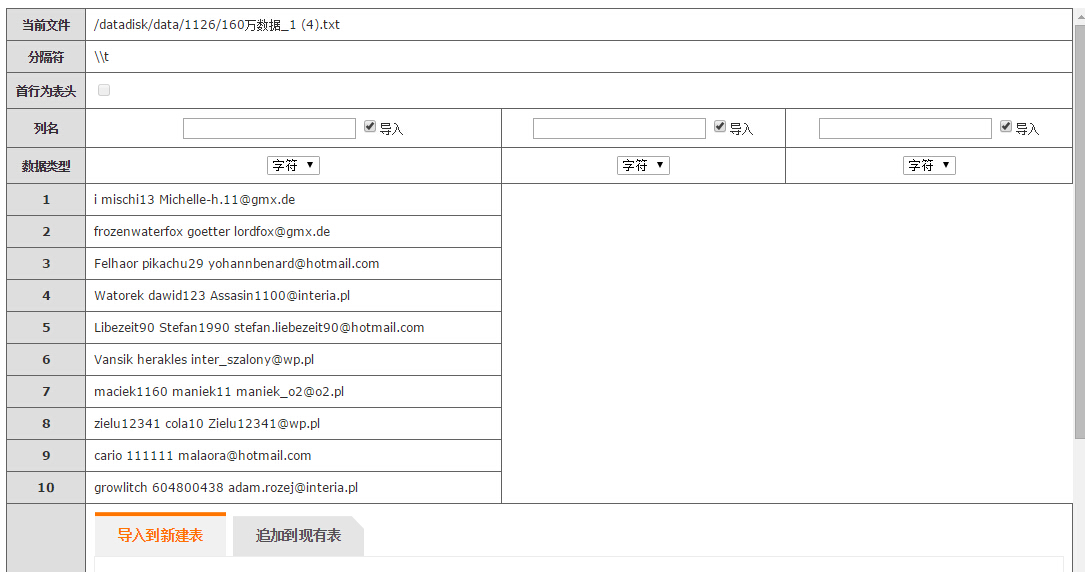 当前文件 /datadisk/data/1126/160万数据_1 (4).txt
分隔符 \\t
首行为表头
列名 导入 导入 导入
数据类型 字符 字符 字符
1 i mischi13 Michelle-h.11@gmx.de
2 frozenwaterfox goetter lordfox@gmx.de
3 Felhaor pikachu29 yohannbenard@hotmail.com
4 Watorek dawid123 Assasin1100@interia.pl
5 Libezeit90 Stefan1990 stefan.liebezeit90@hotmail.com
6 Vansik herakles inter_szalony@wp.pl
7 maciek1160 maniek11 maniek_o2@o2.pl
8 zielu12341 cola10 Zielu12341@wp.pl
9 cario 111111 malaora@hotmail.com
10 growlitch 604800438 adam.rozej@interia.pl
导入到新建表 追加到现有表